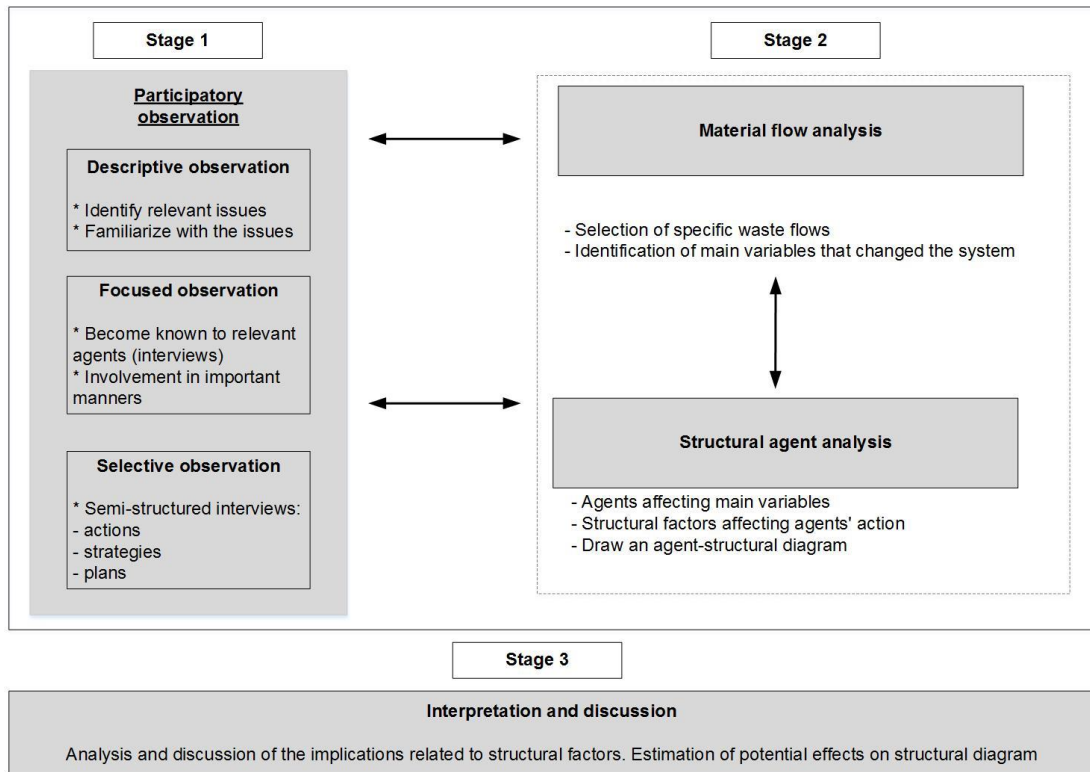 Stage 1
Participatory
observation
Descriptive observation
* Identify relevant issues
* Familiarize with the issues
Focused observation
* Become known to relevant
agents (interviews)
* Involvement in important
manners
Selective observation
* Semi-structured interviews:
- actions
- strategies
- plans
Stage 2
Material flow analysis
- Selection of specific waste flows
- Identification of main variables that changed the system
Structural agent analysis
- Agents affecting main variables
- Structural factors affecting agents' action
- Draw an agent-structural diagram
Stage 3
Interpretation and discussion
Analysis and discussion of the implications related to structural factors. Estimation of potential effects on structural diagram